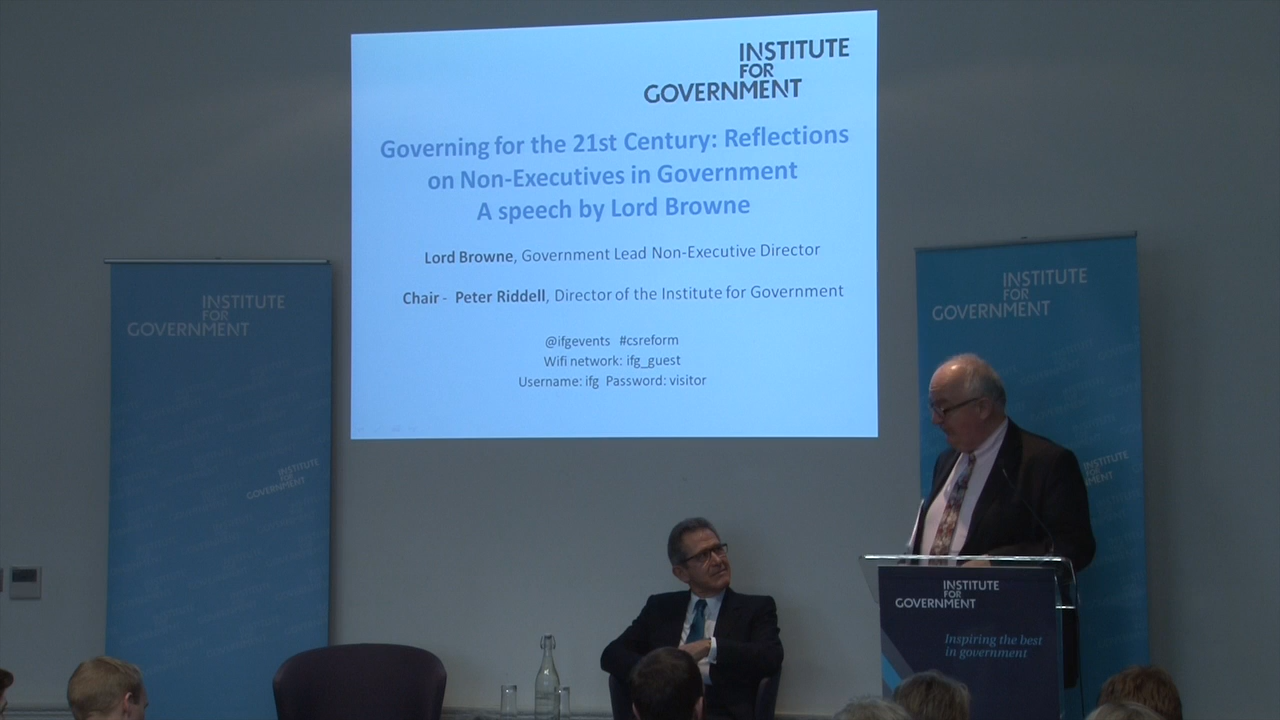 INSTITUTE
FOR
GOVERNMENT
Governing for the 21st Century: Reflections
on Non-Executives in Government
A speech by Lord Browne
Lord Browne, Government Lead Non-Executive Director
Chair - Peter Riddell, Director of the Institute for Government
@ifgevents #csreform
Wifi network: ifg_guest
Username: ifg Password: visitor
INSTITUTE
FOR
GOVERNMENT
INSTITUTE
FOR
GOVERNMENT
INSTITUTE
FOR
GOVERNMENT
INSTITUTE
FOR
GOVERNMENT
Inspiring the best
in government